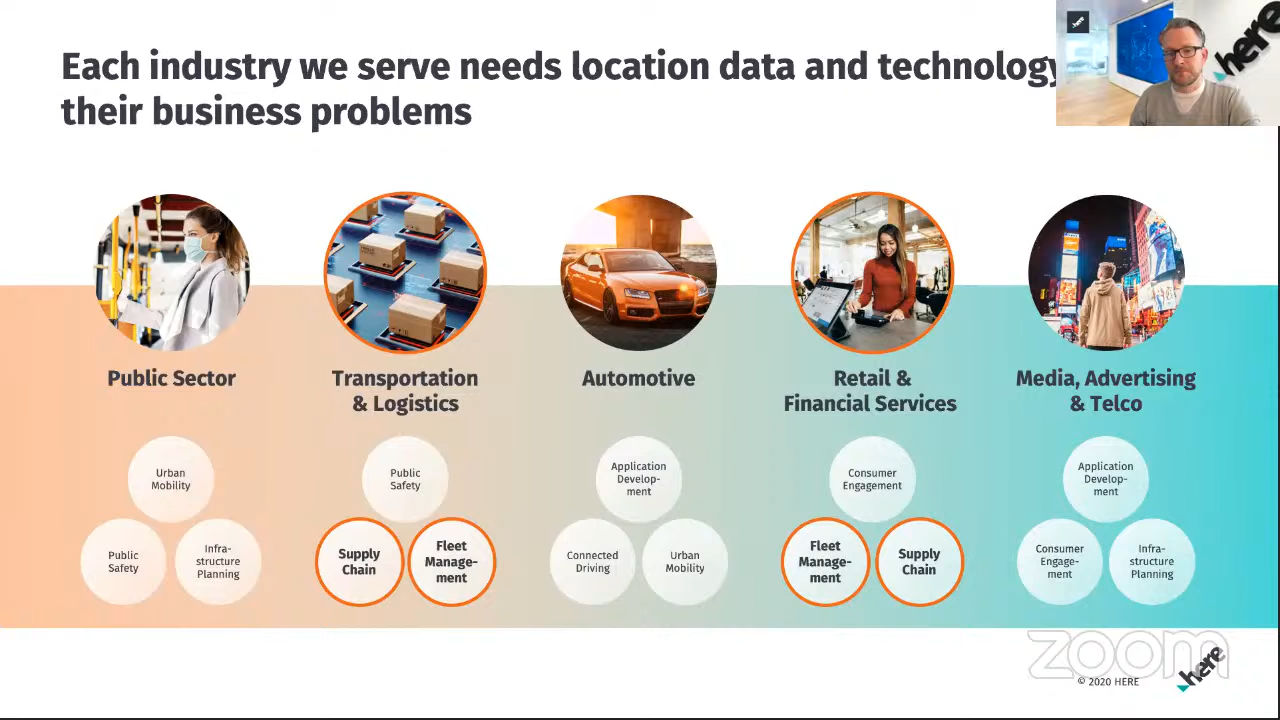 Each industry we serve needs location data and technology
their business problems
here
Public Sector
Transportation
& Logistics
Automotive
Retail &
Financial Services
Media, Advertising
& Telco
Urban
Mobility
Public
Safety
Infra-
structure
Planning
Public
Safety
Supply
Chain
Fleet
Manage-
ment
Application
Develop-
ment
Connected
Driving
Urban
Mobility
Consumer
Engagement
Fleet
Manage-
ment
Supply
Chain
Application
Develop-
ment
Consumer
Engage-
ment
Infra-
structure
Planning
zoom
© 2020 HERE
here